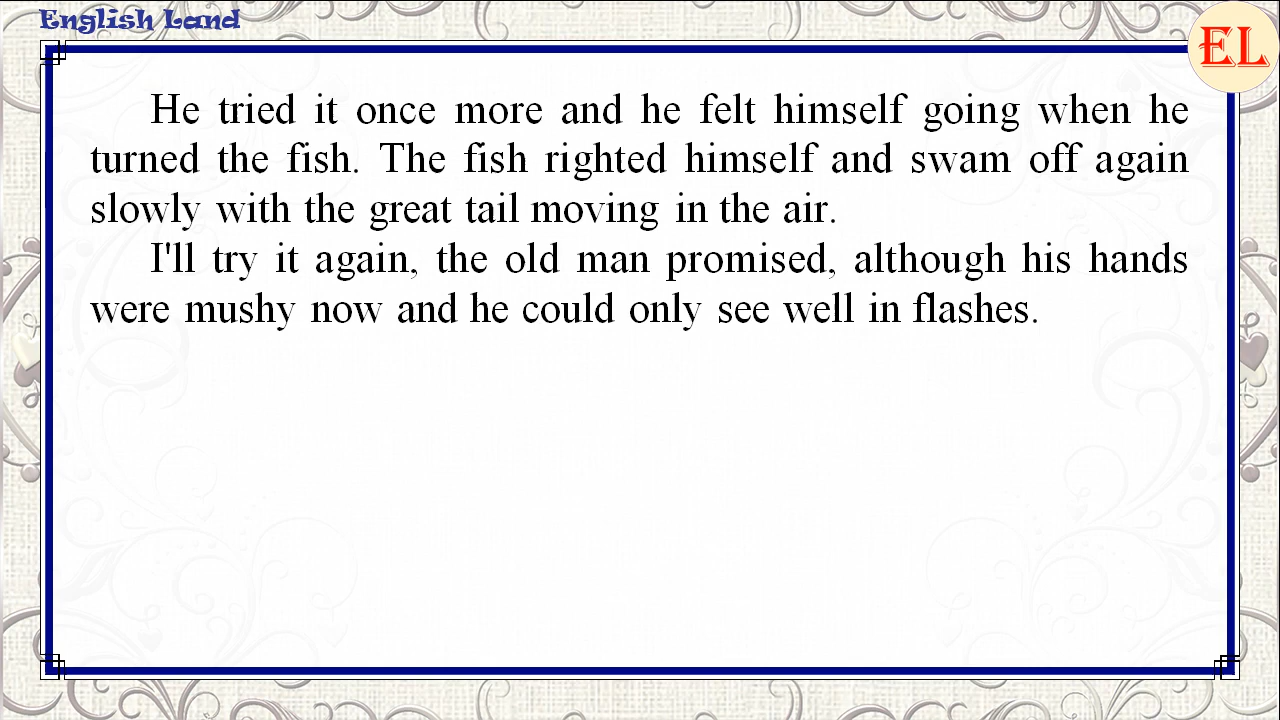 English Land
EL
He tried it once more and he felt himself going when he
turned the fish. The fish righted himself and swam off again
slowly with the great tail moving in the air.
I'll try it again, the old man promised, although his hands
were mushy now and he could only see well in flashes.